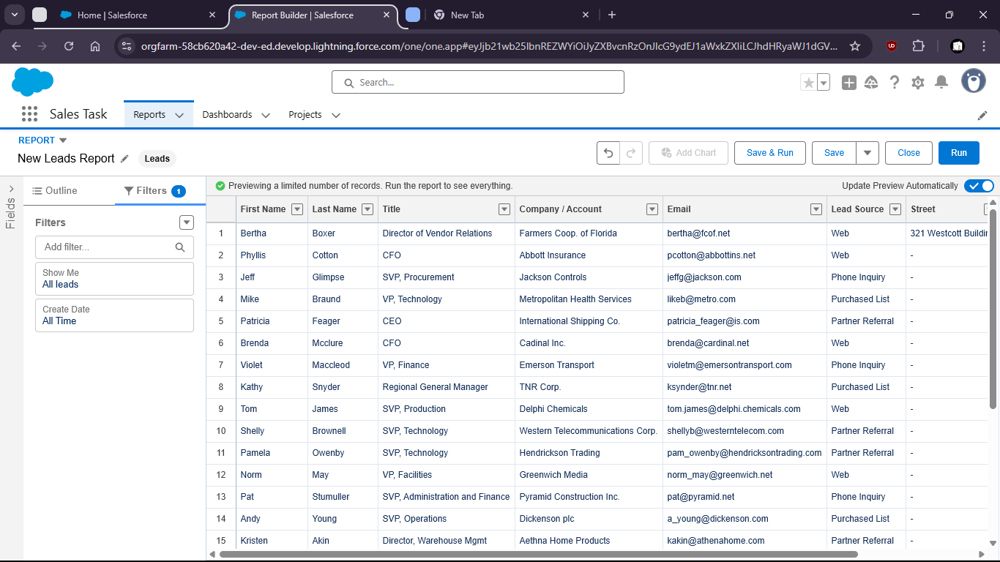 Home | Salesforce
Report Builder | Salesforce
New Tab
orgfarm-58cb620a42-dev-ed.develop.lightning.force.com/one/one.app#eyJjb21wb25lbnREZWYiOiJyZXBvcnRzOnJlcG9ydEJ1aWxkZXIiLCJhdHRyaWJ1dGV...
Search...
Sales Task
Reports
Dashboards
Projects
REPORT
New Leads Report
Leads
Add Chart
Save & Run
Save
Close
Run
Fields
Outline
Filters 1
Previewing a limited number of records. Run the report to see everything.
Update Preview Automatically
Filters
Add filter...
Show Me
All leads
Create Date
All Time
First Name Last Name Title Company / Account Email Lead Source Street
1 Bertha Boxer Director of Vendor Relations Farmers Coop. of Florida bertha@fcof.net Web 321 Westcott Buildin
2 Phyllis Cotton CFO Abbott Insurance pcotton@abbottins.net Web -
3 Jeff Glimpse SVP, Procurement Jackson Controls jeffg@jackson.com Phone Inquiry -
4 Mike Braund VP, Technology Metropolitan Health Services likeb@metro.com Purchased List -
5 Patricia Feager CEO International Shipping Co. patricia_feager@is.com Partner Referral -
6 Brenda Mcclure CFO Cadinal Inc. brenda@cardinal.net Web -
7 Violet Maccleod VP, Finance Emerson Transport violetm@emersontransport.com Phone Inquiry -
8 Kathy Snyder Regional General Manager TNR Corp. ksynder@tnr.net Purchased List -
9 Tom James SVP, Production Delphi Chemicals tom.james@delphi.chemicals.com Web -
10 Shelly Brownell SVP, Technology Western Telecommunications Corp. shellyb@westerntelecom.com Partner Referral -
11 Pamela Owenby SVP, Technology Hendrickson Trading pam_owenby@hendricksontrading.com Partner Referral -
12 Norm May VP, Facilities Greenwich Media norm_may@greenwich.net Web -
13 Pat Stumuller SVP, Administration and Finance Pyramid Construction Inc. pat@pyramid.net Phone Inquiry -
14 Andy Young SVP, Operations Dickenson plc a_young@dickenson.com Purchased List -
15 Kristen Akin Director, Warehouse Mgmt Aethna Home Products kakin@athenahome.com Partner Referral -